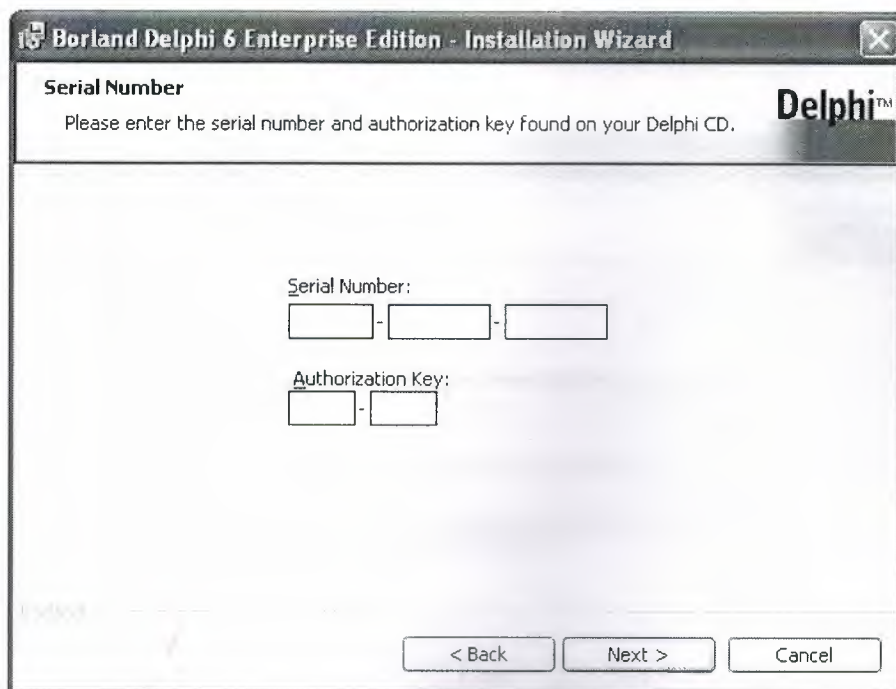 Borland Delphi 6 Enterprise Edition - Installation Wizard
Serial Number
Please enter the serial number and authorization key found on your Delphi CD.
Delphi™
Serial Number:
- -
Authorization Key:
-
< Back
Next >
Cancel